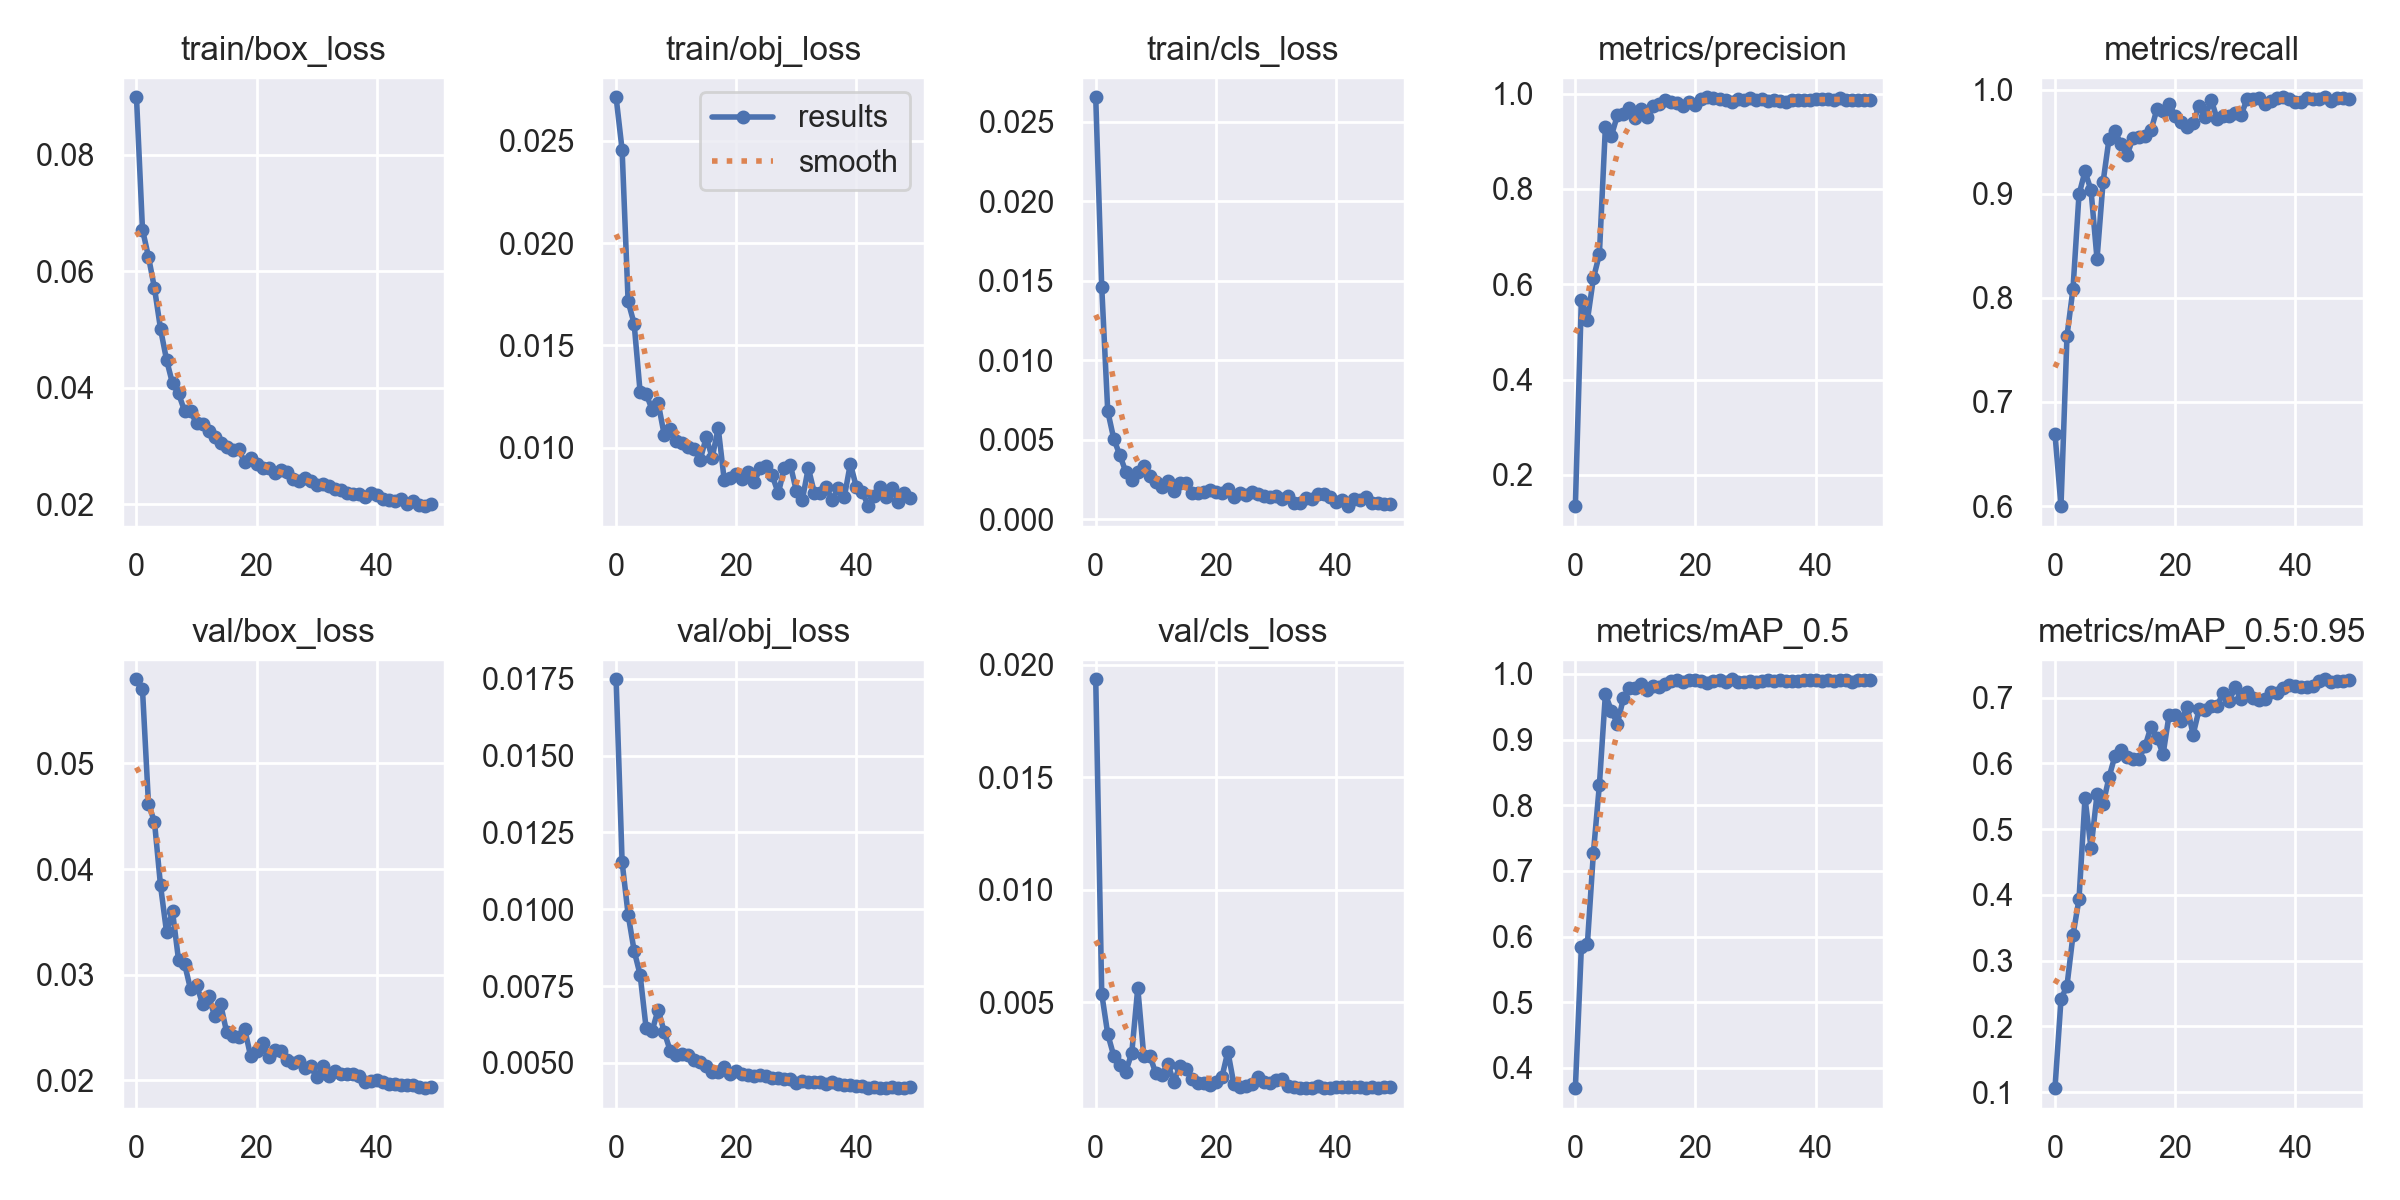 train/box_loss
0.08
0.06
0.04
0.02
0 20 40
train/obj_loss
results
smooth
0.025
0.020
0.015
0.010
0 20 40
train/cls_loss
0.025
0.020
0.015
0.010
0.005
0.000
0 20 40
metrics/precision
1.0
0.8
0.6
0.4
0.2
0 20 40
metrics/recall
1.0
0.9
0.8
0.7
0.6
0 20 40
val/box_loss
0.05
0.04
0.03
0.02
0 20 40
val/obj_loss
0.0175
0.0150
0.0125
0.0100
0.0075
0.0050
0 20 40
val/cls_loss
0.020
0.015
0.010
0.005
0 20 40
metrics/mAP_0.5
1.0
0.9
0.8
0.7
0.6
0.5
0.4
0 20 40
metrics/mAP_0.5:0.95
0.7
0.6
0.5
0.4
0.3
0.2
0.1
0 20 40